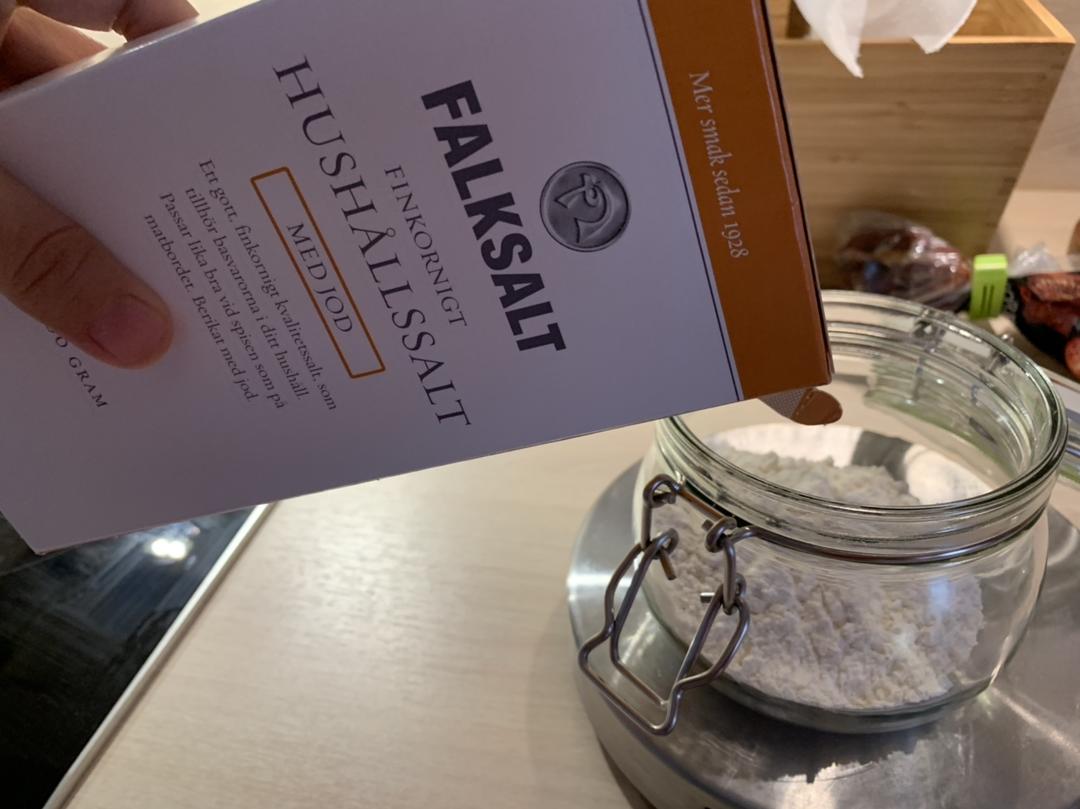 Mer smak sedan 1928
FALKSALT
FINKORNIGT
HUSHÅLLSSALT
MED JOD
Ett gott, finkornigt kvalitetssalt, som
tillhör basvarorna i ditt hushåll.
Passar lika bra vid spisen som på
matbordet. Berikat med jod.
GRAM